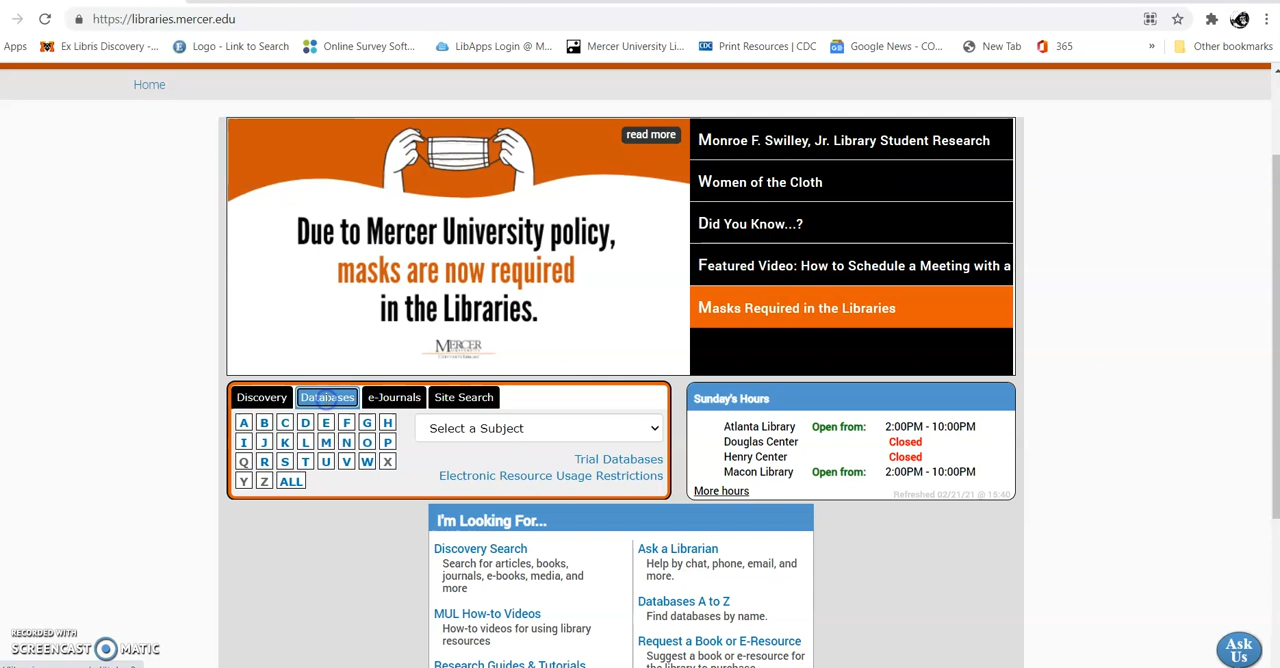 https://libraries.mercer.edu
Apps Ex Libris Discovery -... Logo - Link to Search Online Survey Soft... LibApps Login @ M... Mercer University Li... Print Resources | CDC Google News - CO... New Tab 365 » Other bookmarks
Home
read more
Due to Mercer University policy,
masks are now required
in the Libraries.
MERCER
Monroe F. Swilley, Jr. Library Student Research
Women of the Cloth
Did You Know...?
Featured Video: How to Schedule a Meeting with a
Masks Required in the Libraries
Discovery Databases e-Journals Site Search
A B C D E F G H
I J K L M N O P
Q R S T U V W X
Y Z ALL
Select a Subject
Trial Databases
Electronic Resource Usage Restrictions
Sunday's Hours
Atlanta Library Open from: 2:00PM - 10:00PM
Douglas Center Closed
Henry Center Closed
Macon Library Open from: 2:00PM - 10:00PM
More hours
Refreshed 02/21/21 @ 15:40
I'm Looking For...
Discovery Search
Search for articles, books,
journals, e-books, media, and
more
MUL How-to Videos
How-to videos for using library
resources
Research Guides & Tutorials
Ask a Librarian
Help by chat, phone, email, and
more.
Databases A to Z
Find databases by name.
Request a Book or E-Resource
Suggest a book or e-resource for
the library to purchase
RECORDED WITH
SCREENCAST MATIC
Ask
Us